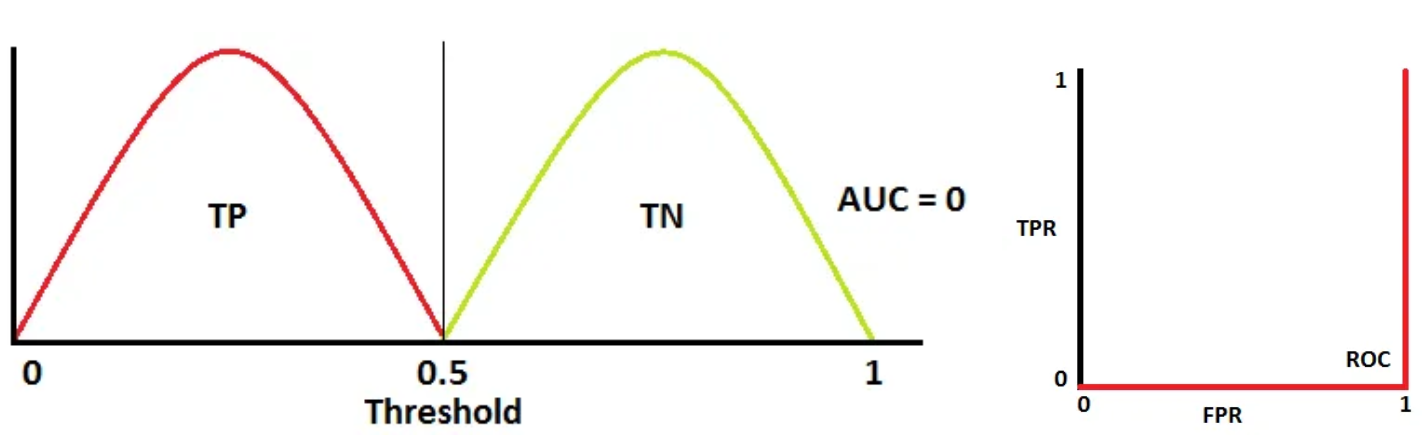 TP
TN
AUC = 0
0
0.5
1
Threshold
1
TPR
ROC
0
0
FPR
1